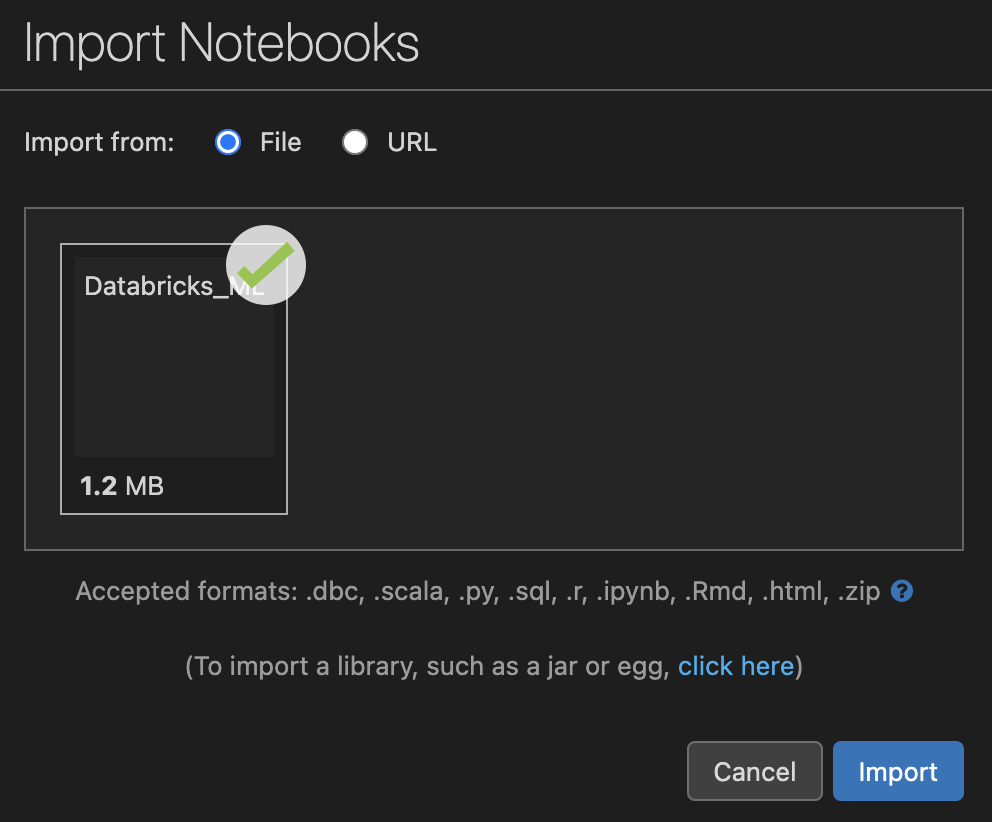 Import Notebooks
Import from: File URL
Databricks_ML
1.2 MB
Accepted formats: .dbc, .scala, .py, .sql, .r, .ipynb, .Rmd, .html, .zip ?
(To import a library, such as a jar or egg, click here)
Cancel Import